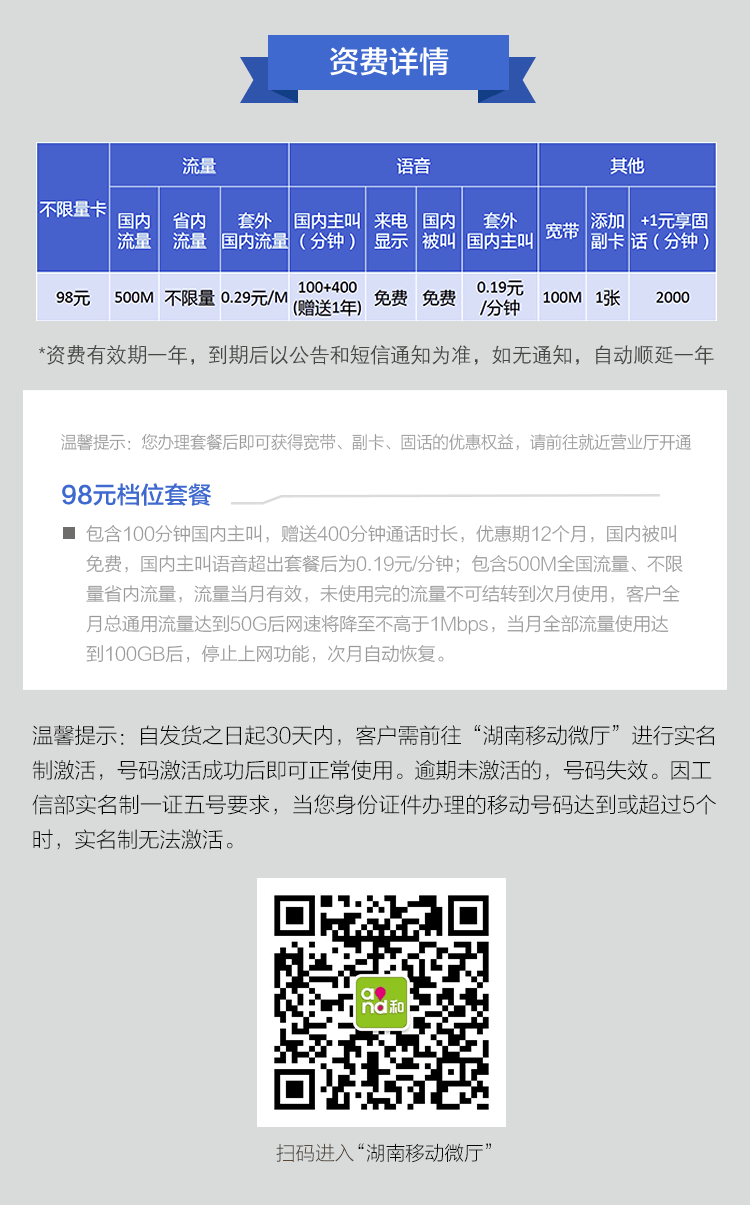 资费详情
不限量卡 流量 语音 其他
国内流量 省内流量 套外国内流量 国内主叫（分钟） 来电显示 国内被叫 套外国内主叫 宽带 添加副卡 +1元享固话（分钟）
98元 500M 不限量 0.29元/M 100+400(赠送1年) 免费 免费 0.19元/分钟 100M 1张 2000
*资费有效期一年，到期后以公告和短信通知为准，如无通知，自动顺延一年
温馨提示：您办理套餐后即可获得宽带、副卡、固话的优惠权益，请前往就近营业厅开通
98元档位套餐
■ 包含100分钟国内主叫，赠送400分钟通话时长，优惠期12个月，国内被叫
免费，国内主叫语音超出套餐后为0.19元/分钟；包含500M全国流量、不限
量省内流量，流量当月有效，未使用完的流量不可结转到次月使用，客户全
月总通用流量达到50G后网速将降至不高于1Mbps，当月全部流量使用达
到100GB后，停止上网功能，次月自动恢复。
温馨提示：自发货之日起30天内，客户需前往“湖南移动微厅”进行实名
制激活，号码激活成功后即可正常使用。逾期未激活的，号码失效。因工
信部实名制一证五号要求，当您身份证件办理的移动号码达到或超过5个
时，实名制无法激活。
and和
扫码进入“湖南移动微厅”